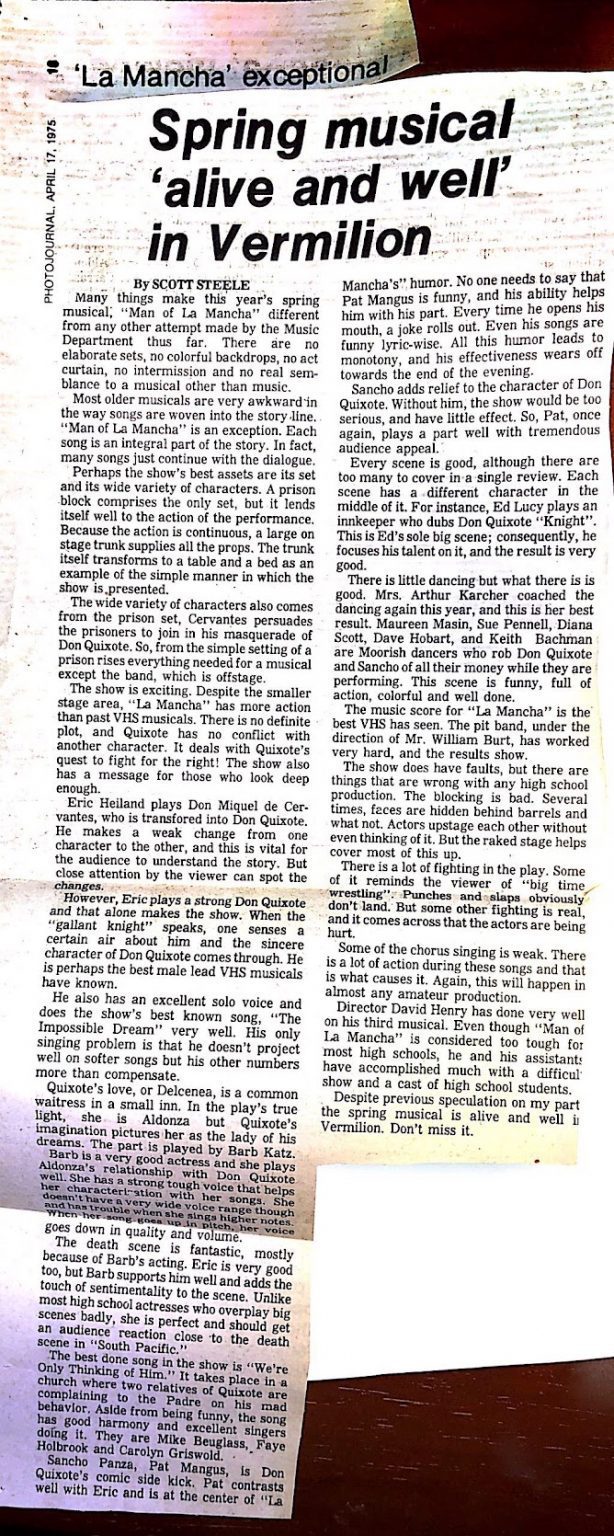 18 'La Mancha' exceptional
PHOTOJOURNAL, APRIL 17, 1975
Spring musical
'alive and well'
in Vermilion
By SCOTT STEELE
Many things make this year's spring
musical, "Man of La Mancha" different
from any other attempt made by the Music
Department thus far. There are no
elaborate sets, no colorful backdrops, no act
curtain, no intermission and no real sem-
blance to a musical other than music.
Most older musicals are very awkward in
the way songs are woven into the story line.
"Man of La Mancha" is an exception. Each
song is an integral part of the story. In fact,
many songs just continue with the dialogue.
Perhaps the show's best assets are its set
and its wide variety of characters. A prison
block comprises the only set, but it lends
itself well to the action of the performance.
Because the action is continuous, a large on
stage trunk supplies all the props. The trunk
itself transforms to a table and a bed as an
example of the simple manner in which the
show is presented.
The wide variety of characters also comes
from the prison set, Cervantes persuades
the prisoners to join in his masquerade of
Don Quixote. So, from the simple setting of a
prison rises everything needed for a musical
except the band, which is offstage.
The show is exciting. Despite the smaller
stage area, "La Mancha" has more action
than past VHS musicals. There is no definite
plot, and Quixote has no conflict with
another character. It deals with Quixote's
quest to fight for the right! The show also
has a message for those who look deep
enough.
Eric Heiland plays Don Miquel de Cer-
vantes, who is transfored into Don Quixote.
He makes a weak change from one
character to the other, and this is vital for
the audience to understand the story. But
close attention by the viewer can spot the
changes.
However, Eric plays a strong Don Quixote
and that alone makes the show. When the
"gallant knight" speaks, one senses a
certain air about him and the sincere
character of Don Quixote comes through. He
is perhaps the best male lead VHS musicals
have known.
He also has an excellent solo voice and
does the show's best known song, "The
Impossible Dream" very well. His only
singing problem is that he doesn't project
well on softer songs but his other numbers
more than compensate.
Quixote's love, or Delcenea, is a common
waitress in a small inn. In the play's true
light, she is Aldonza but Quixote's
imagination pictures her as the lady of his
dreams. The part is played by Barb Katz.
Barb is a very good actress and she plays
Aldonza's relationship with Don Quixote
well. She has a strong tough voice that helps
her characterization with her songs. She
doesn't have a very wide voice range though
and has trouble when she sings higher notes.
When her song goes up in pitch, her voice
goes down in quality and volume.
The death scene is fantastic, mostly
because of Barb's acting. Eric is very good
too, but Barb supports him well and adds the
touch of sentimentality to the scene. Unlike
most high school actresses who overplay big
scenes badly, she is perfect and should get
an audience reaction close to the death
scene in "South Pacific."
The best done song in the show is "We're
Only Thinking of Him." It takes place in a
church where two relatives of Quixote are
complaining to the Padre on his mad
behavior. Aside from being funny, the song
has good harmony and excellent singers
doing it. They are Mike Beuglass, Faye
Holbrook and Carolyn Griswold.
Sancho Panza, Pat Mangus, is Don
Quixote's comic side kick. Pat contrasts
well with Eric and is at the center of "La
Mancha's" humor. No one needs to say that
Pat Mangus is funny, and his ability helps
him with his part. Every time he opens his
mouth, a joke rolls out. Even his songs are
funny lyric-wise. All this humor leads to
monotony, and his effectiveness wears off
towards the end of the evening.
Sancho adds relief to the character of Don
Quixote. Without him, the show would be too
serious, and have little effect. So, Pat, once
again, plays a part well with tremendous
audience appeal.
Every scene is good, although there are
too many to cover in a single review. Each
scene has a different character in the
middle of it. For instance, Ed Lucy plays an
innkeeper who dubs Don Quixote "Knight".
This is Ed's sole big scene; consequently, he
focuses his talent on it, and the result is very
good.
There is little dancing but what there is is
good. Mrs. Arthur Karcher coached the
dancing again this year, and this is her best
result. Maureen Masin, Sue Pennell, Diana
Scott, Dave Hobart, and Keith Bachman
are Moorish dancers who rob Don Quixote
and Sancho of all their money while they are
performing. This scene is funny, full of
action, colorful and well done.
The music score for "La Mancha" is the
best VHS has seen. The pit band, under the
direction of Mr. William Burt, has worked
very hard, and the results show.
The show does have faults, but there are
things that are wrong with any high school
production. The blocking is bad. Several
times, faces are hidden behind barrels and
what not. Actors upstage each other without
even thinking of it. But the raked stage helps
cover most of this up.
There is a lot of fighting in the play. Some
of it reminds the viewer of "big time
wrestling". Punches and slaps obviously
don't land. But some other fighting is real,
and it comes across that the actors are being
hurt.
Some of the chorus singing is weak. There
is a lot of action during these songs and that
is what causes it. Again, this will happen in
almost any amateur production.
Director David Henry has done very well
on his third musical. Even though "Man of
La Mancha" is considered too tough for
most high schools, he and his assistants
have accomplished much with a difficul
show and a cast of high school students.
Despite previous speculation on my part
the spring musical is alive and well i
Vermilion. Don't miss it.